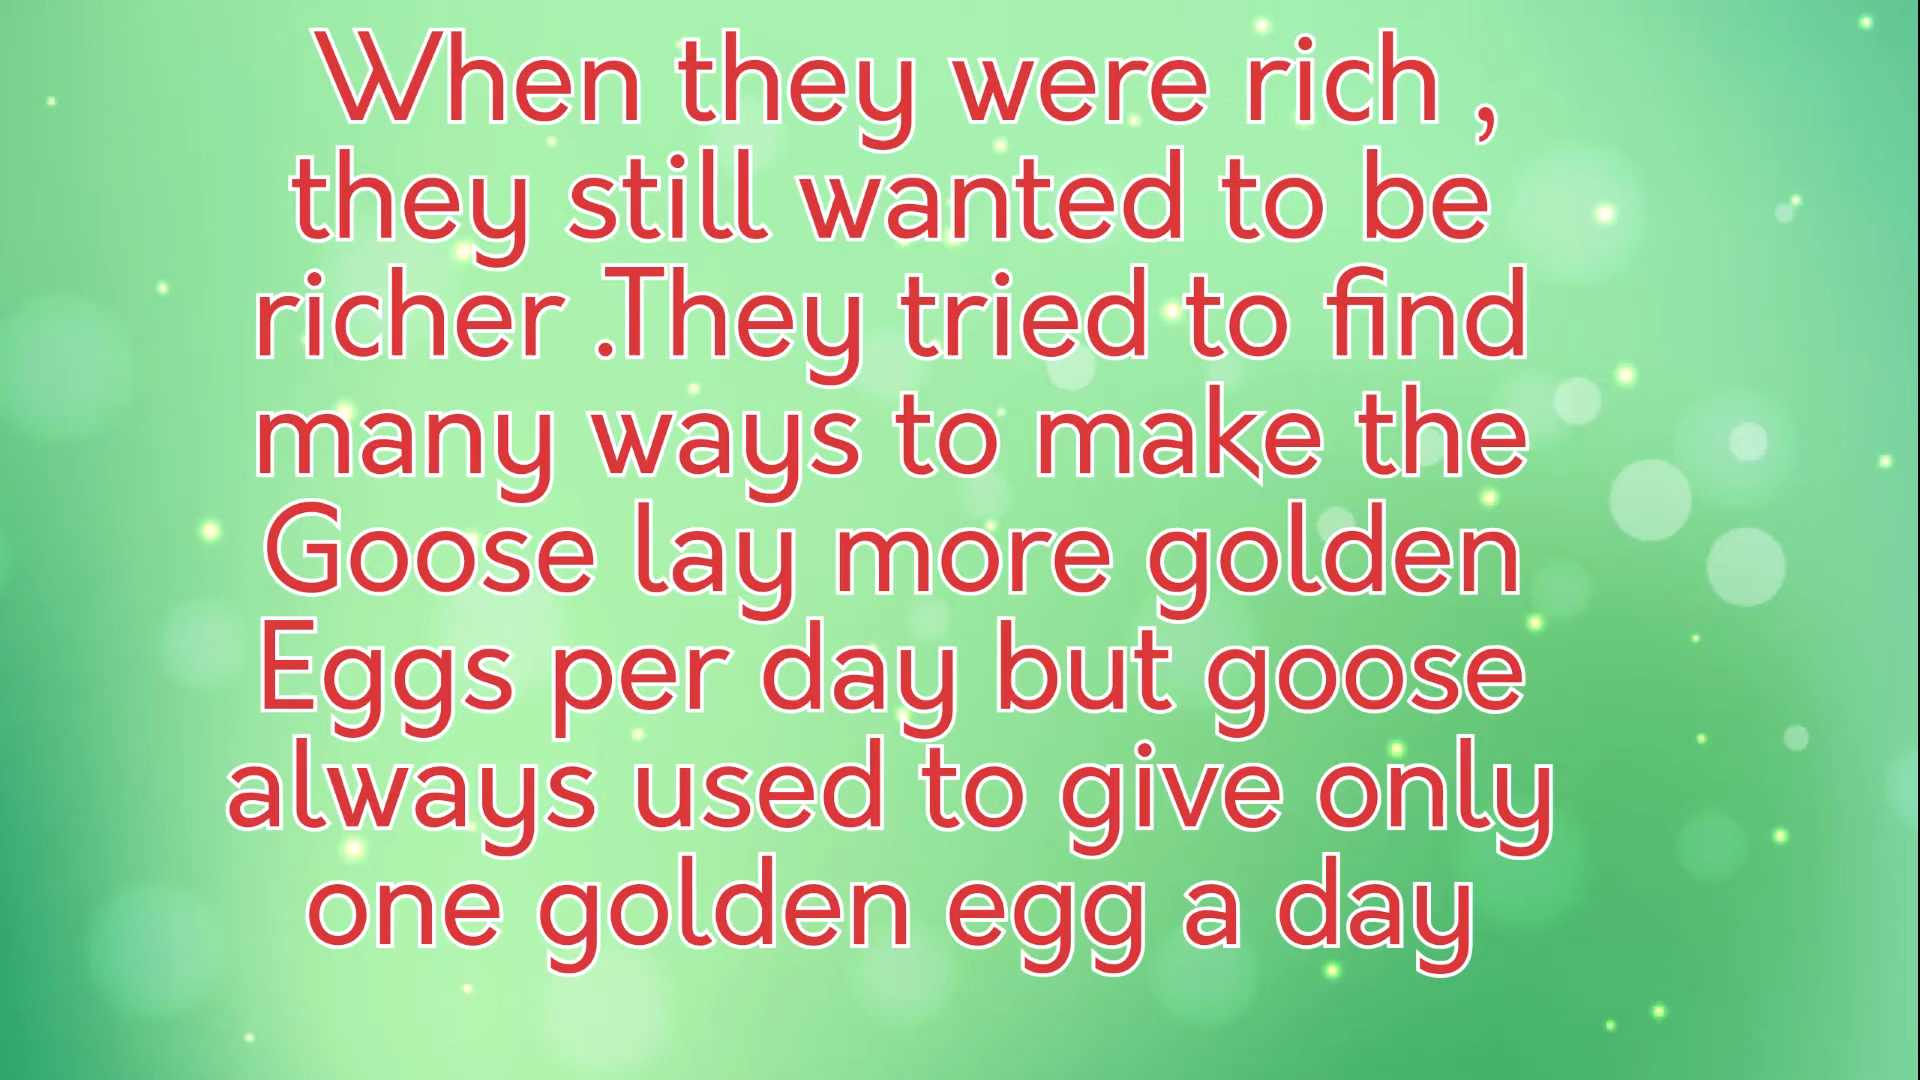 When they were rich ,
they still wanted to be
richer .They tried to find
many ways to make the
Goose lay more golden
Eggs per day but goose
always used to give only
one golden egg a day